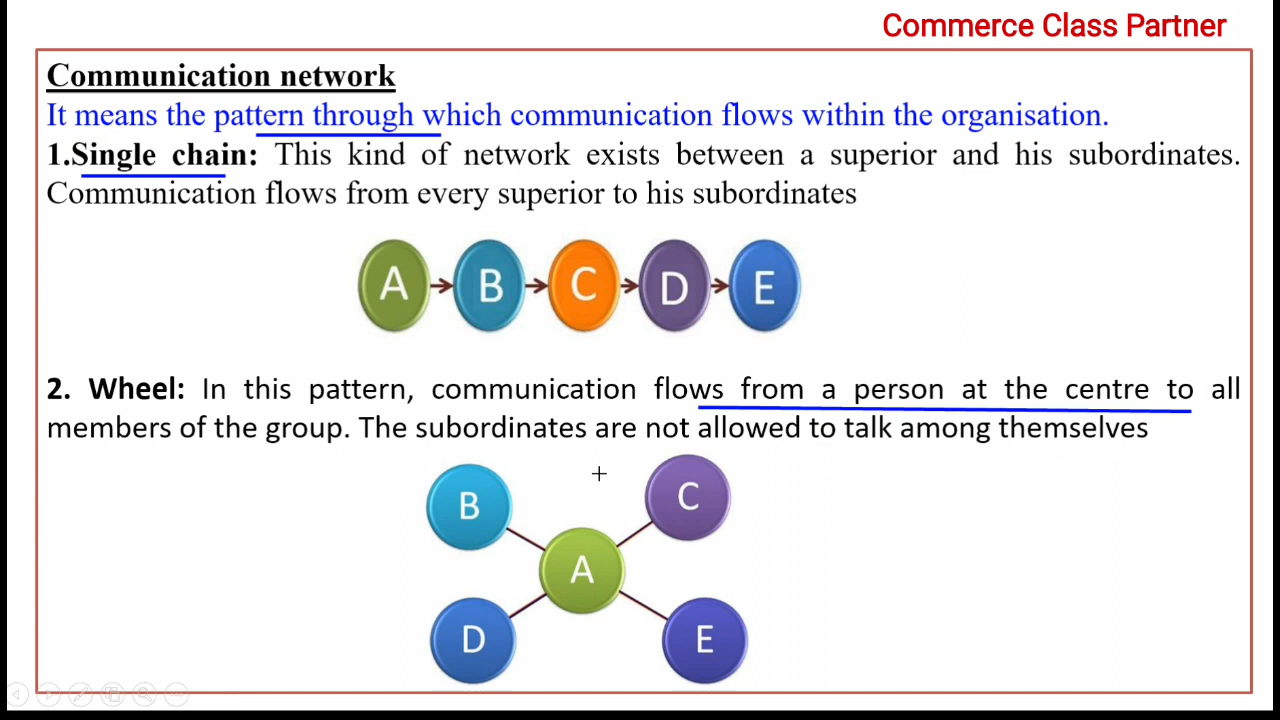 Commerce Class Partner
Communication network
It means the pattern through which communication flows within the organisation.
1.Single chain: This kind of network exists between a superior and his subordinates.
Communication flows from every superior to his subordinates
A B C D E
2. Wheel: In this pattern, communication flows from a person at the centre to all
members of the group. The subordinates are not allowed to talk among themselves
B C
A
D E